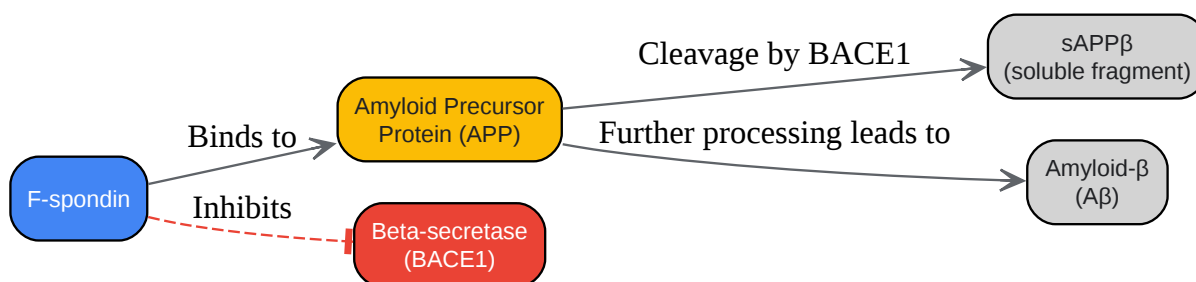 Cleavage by BACE1
sAPPβ
(soluble fragment)
Amyloid Precursor
Protein (APP)
Binds to
Further processing leads to
Amyloid-β
(Aβ)
F-spondin
Inhibits
Beta-secretase
(BACE1)